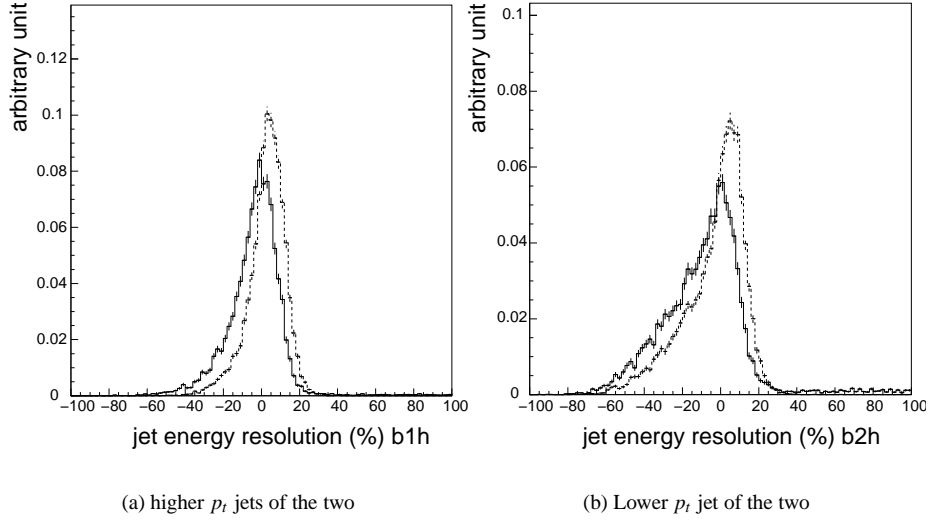 arbitrary unit
0.12
0.1
0.08
0.06
0.04
0.02
0
−100 −80 −60 −40 −20 0 20 40 60 80 100
jet energy resolution (%) b1h
(a) higher p_t jets of the two
arbitrary unit
0.1
0.08
0.06
0.04
0.02
0
−100 −80 −60 −40 −20 0 20 40 60 80 100
jet energy resolution (%) b2h
(b) Lower p_t jet of the two